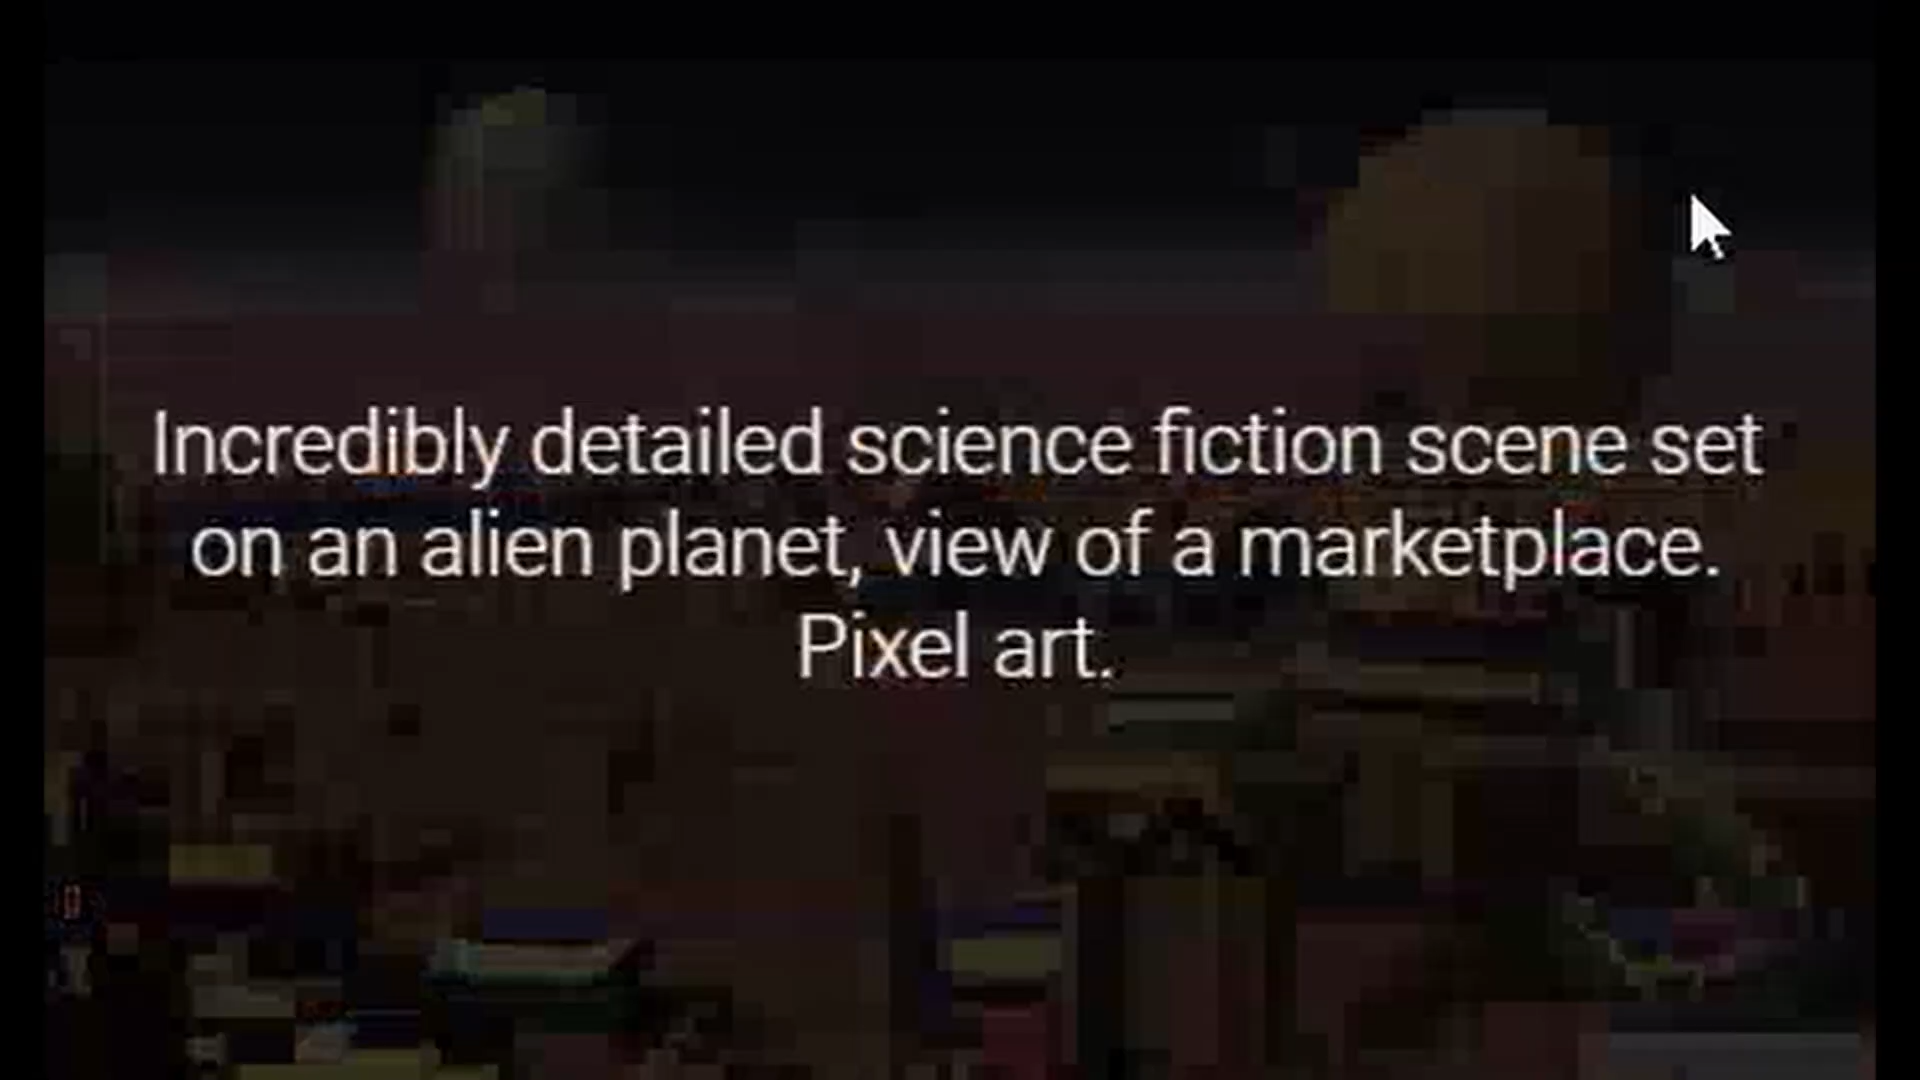 Incredibly detailed science fiction scene set
on an alien planet, view of a marketplace.
Pixel art.